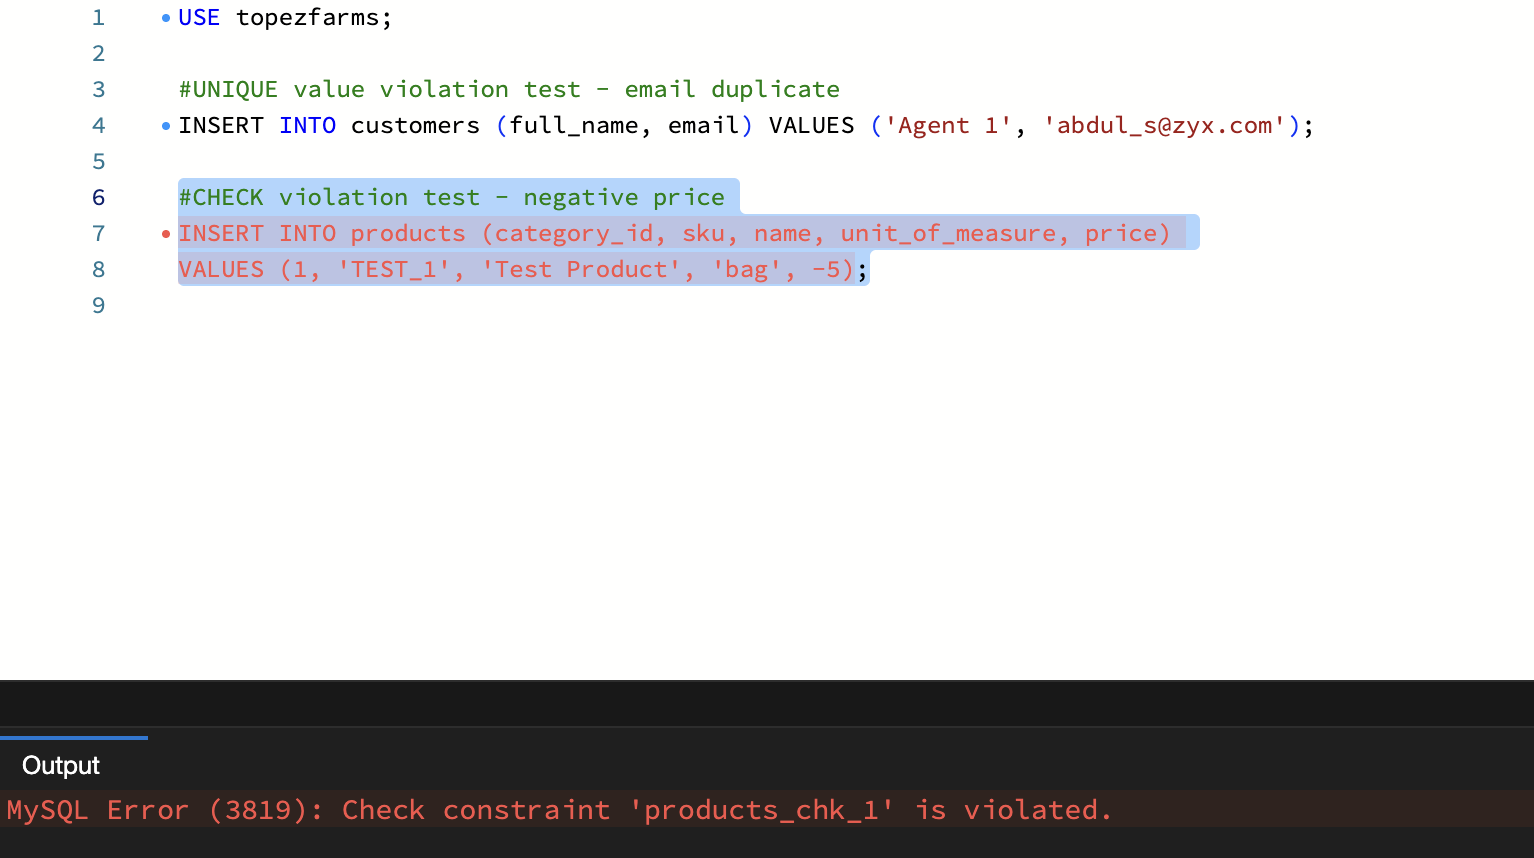 1 USE topezfarms;
2
3 #UNIQUE value violation test - email duplicate
4 INSERT INTO customers (full_name, email) VALUES ('Agent 1', 'abdul_s@zyx.com');
5
6 #CHECK violation test - negative price
7 INSERT INTO products (category_id, sku, name, unit_of_measure, price)
8 VALUES (1, 'TEST_1', 'Test Product', 'bag', -5);
9
Output
MySQL Error (3819): Check constraint 'products_chk_1' is violated.